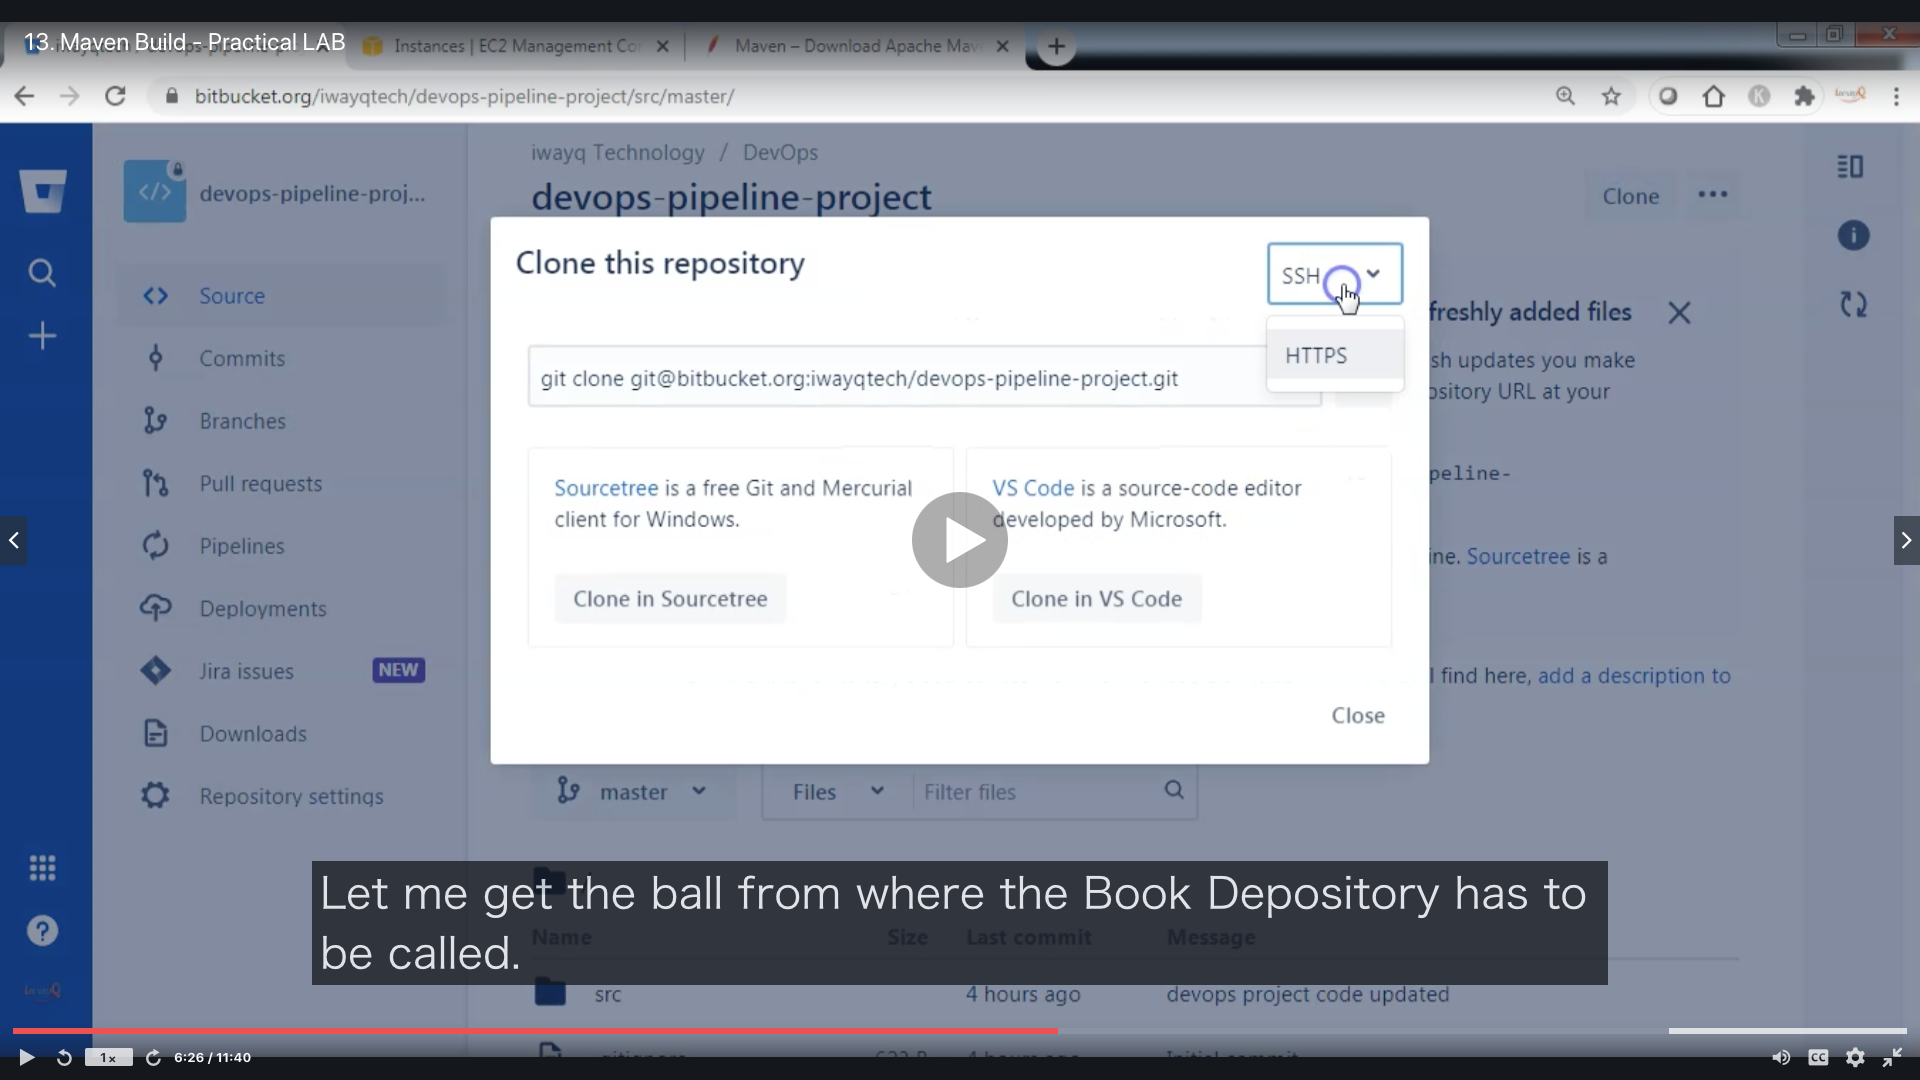 13. Maven Build - Practical LAB
Instances | EC2 Management Co
Maven – Download Apache Mav
bitbucket.org/iwayqtech/devops-pipeline-project/src/master/
devops-pipeline-proj...
Source
Commits
Branches
Pull requests
Pipelines
Deployments
Jira issues
NEW
Downloads
Repository settings
iwayq Technology / DevOps
devops-pipeline-project
Clone
Clone this repository
SSH
HTTPS
git clone git@bitbucket.org:iwayqtech/devops-pipeline-project.git
Sourcetree is a free Git and Mercurial
client for Windows.
Clone in Sourcetree
VS Code is a source-code editor
developed by Microsoft.
Clone in VS Code
Close
freshly added files
sh updates you make
ository URL at your
peline-
ine. Sourcetree is a
find here, add a description to
master
Files
Filter files
Let me get the ball from where the Book Depository has to
be called.
Name Size Last commit Message
src 4 hours ago devops project code updated
.gitignore 4 hours ago Initial commit
1x
6:26 / 11:40
CC